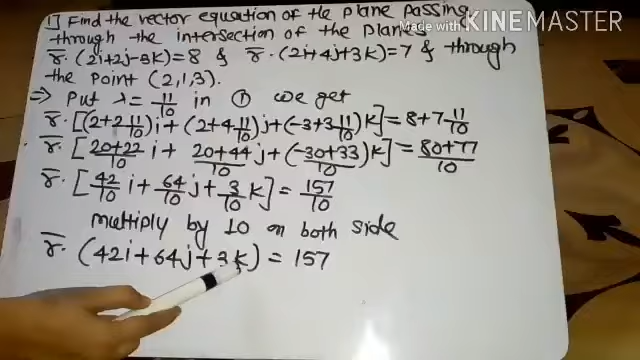 1] Find the vector equation of the plane passing
Made With KINEMASTER
through the intersection of the planes
r̄.(2i+2j-3k)=8 & r̄.(2i+4j+3k)=7 & through
the point (2,1,3).
⇒ Put λ=11/10 in ① we get
r̄.[(2+2 11/10)i+(2+4 11/10)j+(-3+3 11/10)k]=8+7 11/10
r̄.[20+22/10 i+20+44/10 j+(-30+33/10)k]=80+77/10
r̄.[42/10 i+64/10 j+3/10 k]=157/10
multiply by 10 on both side
r̄.(42i+64j+3k)=157